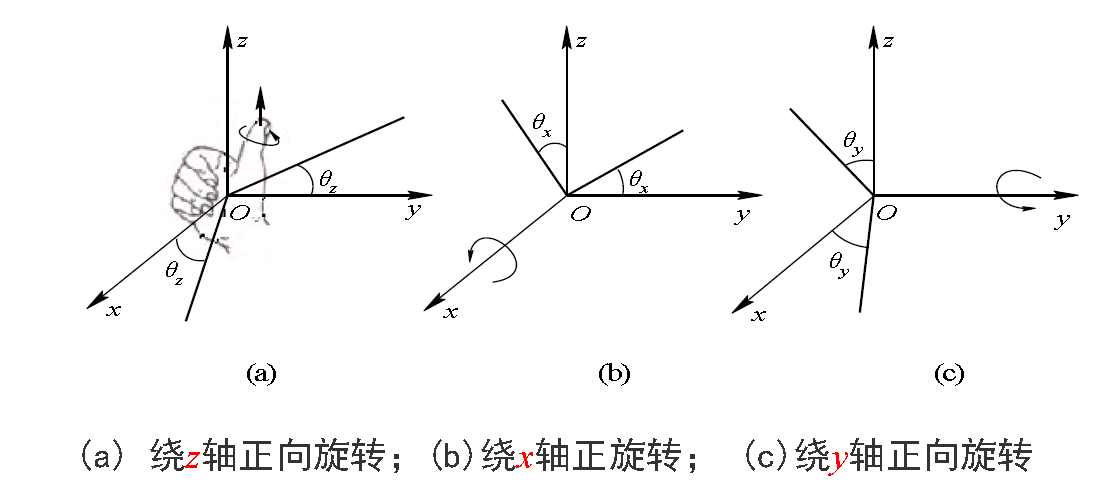 z z z
θx θy
θz θx
O y O y O y
θz θy
x x x
(a) (b) (c)
(a) 绕z轴正向旋转；(b)绕x轴正旋转； (c)绕y轴正向旋转